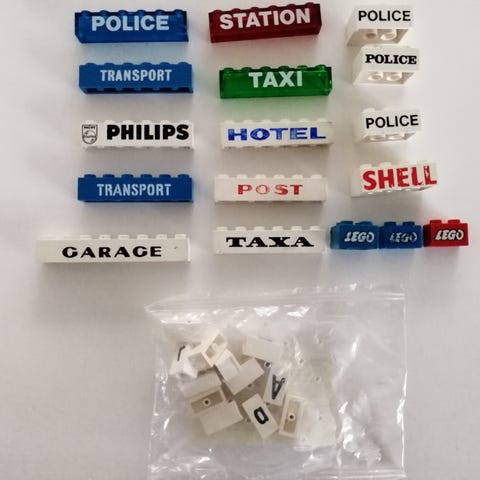 POLICE
STATION
POLICE
TRANSPORT
TAXI
POLICE
PHILIPS
HOTEL
POLICE
TRANSPORT
POST
SHELL
GARAGE
TAXA
LEGO
LEGO
LEGO
A
D